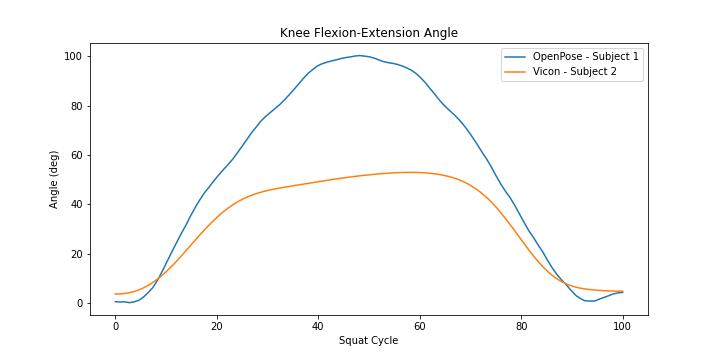 Knee Flexion-Extension Angle
OpenPose - Subject 1
Vicon - Subject 2
Angle (deg)
100
80
60
40
20
0
0 20 40 60 80 100
Squat Cycle